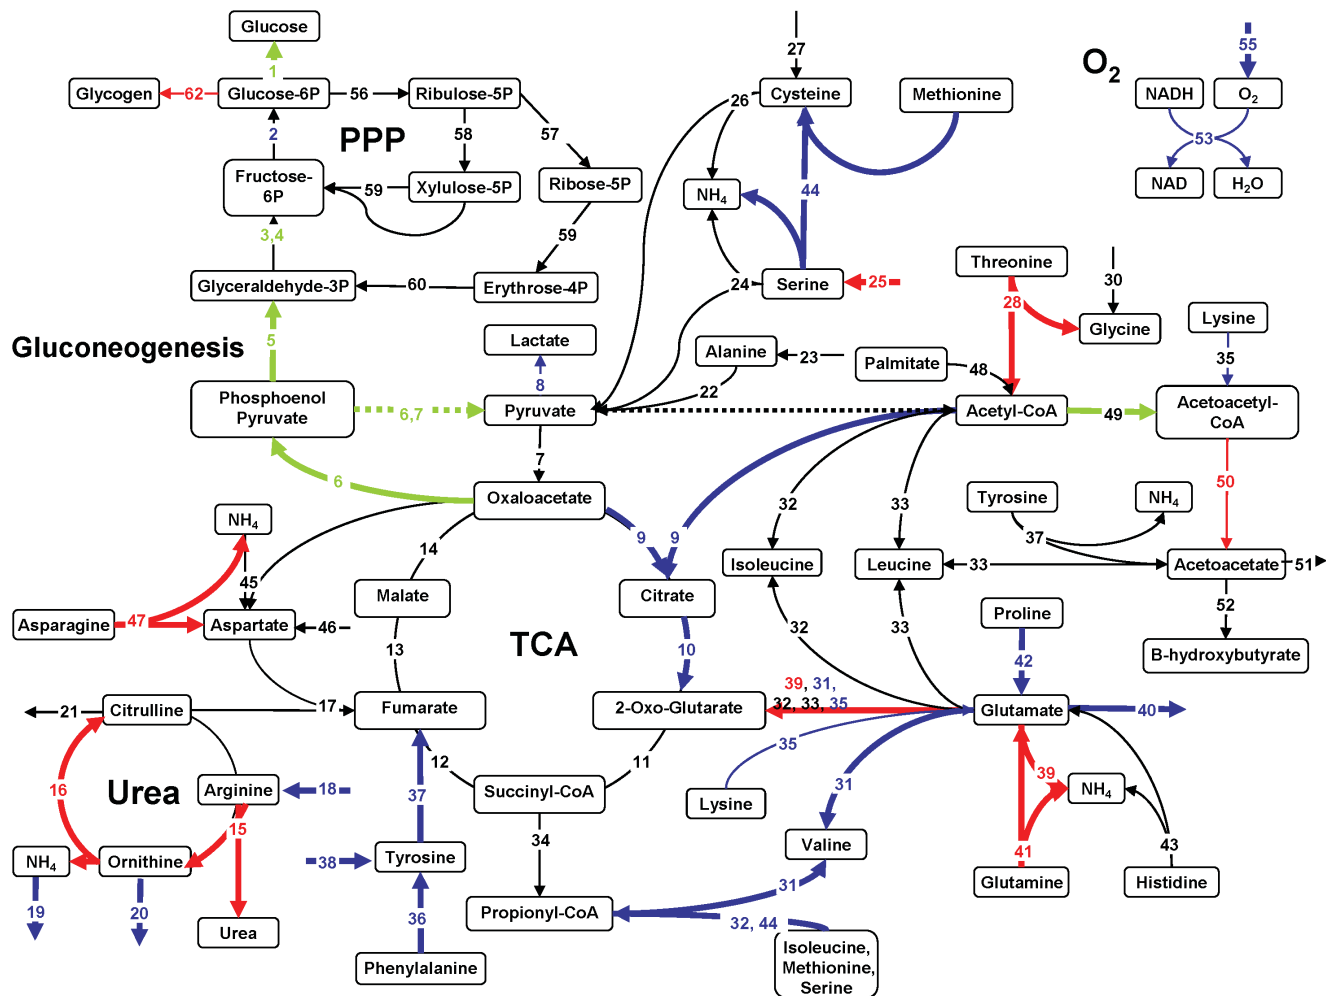 Glucose
27
55
O2
1
Glycogen
62
Glucose-6P
56
Ribulose-5P
26
Cysteine
Methionine
NADH
O2
2
PPP
58
57
53
Fructose-
6P
59
Xylulose-5P
Ribose-5P
NH4
44
NAD
H2O
3,4
59
Threonine
30
Glyceraldehyde-3P
60
Erythrose-4P
24
Serine
25
28
Glycine
Lysine
Gluconeogenesis
5
Lactate
Alanine
23
Palmitate
35
8
22
48
Phosphoenol
Pyruvate
6,7
Pyruvate
Acetyl-CoA
49
Acetoacetyl-
CoA
7
6
Oxaloacetate
32
33
Tyrosine
NH4
50
NH4
9
9
37
14
45
Isoleucine
Leucine
33
Acetoacetate
51
Malate
Citrate
52
Asparagine
47
Aspartate
46
TCA
32
33
Proline
13
10
42
B-hydroxybutyrate
39, 31,
32, 33, 35
21
Citrulline
17
Fumarate
2-Oxo-Glutarate
Glutamate
40
35
12
11
39
16
Urea
Arginine
18
37
Succinyl-CoA
Lysine
31
NH4
15
34
Valine
41
43
NH4
Ornithine
38
Tyrosine
31
Glutamine
Histidine
19
20
36
Propionyl-CoA
32, 44
Urea
Phenylalanine
Isoleucine,
Methionine,
Serine